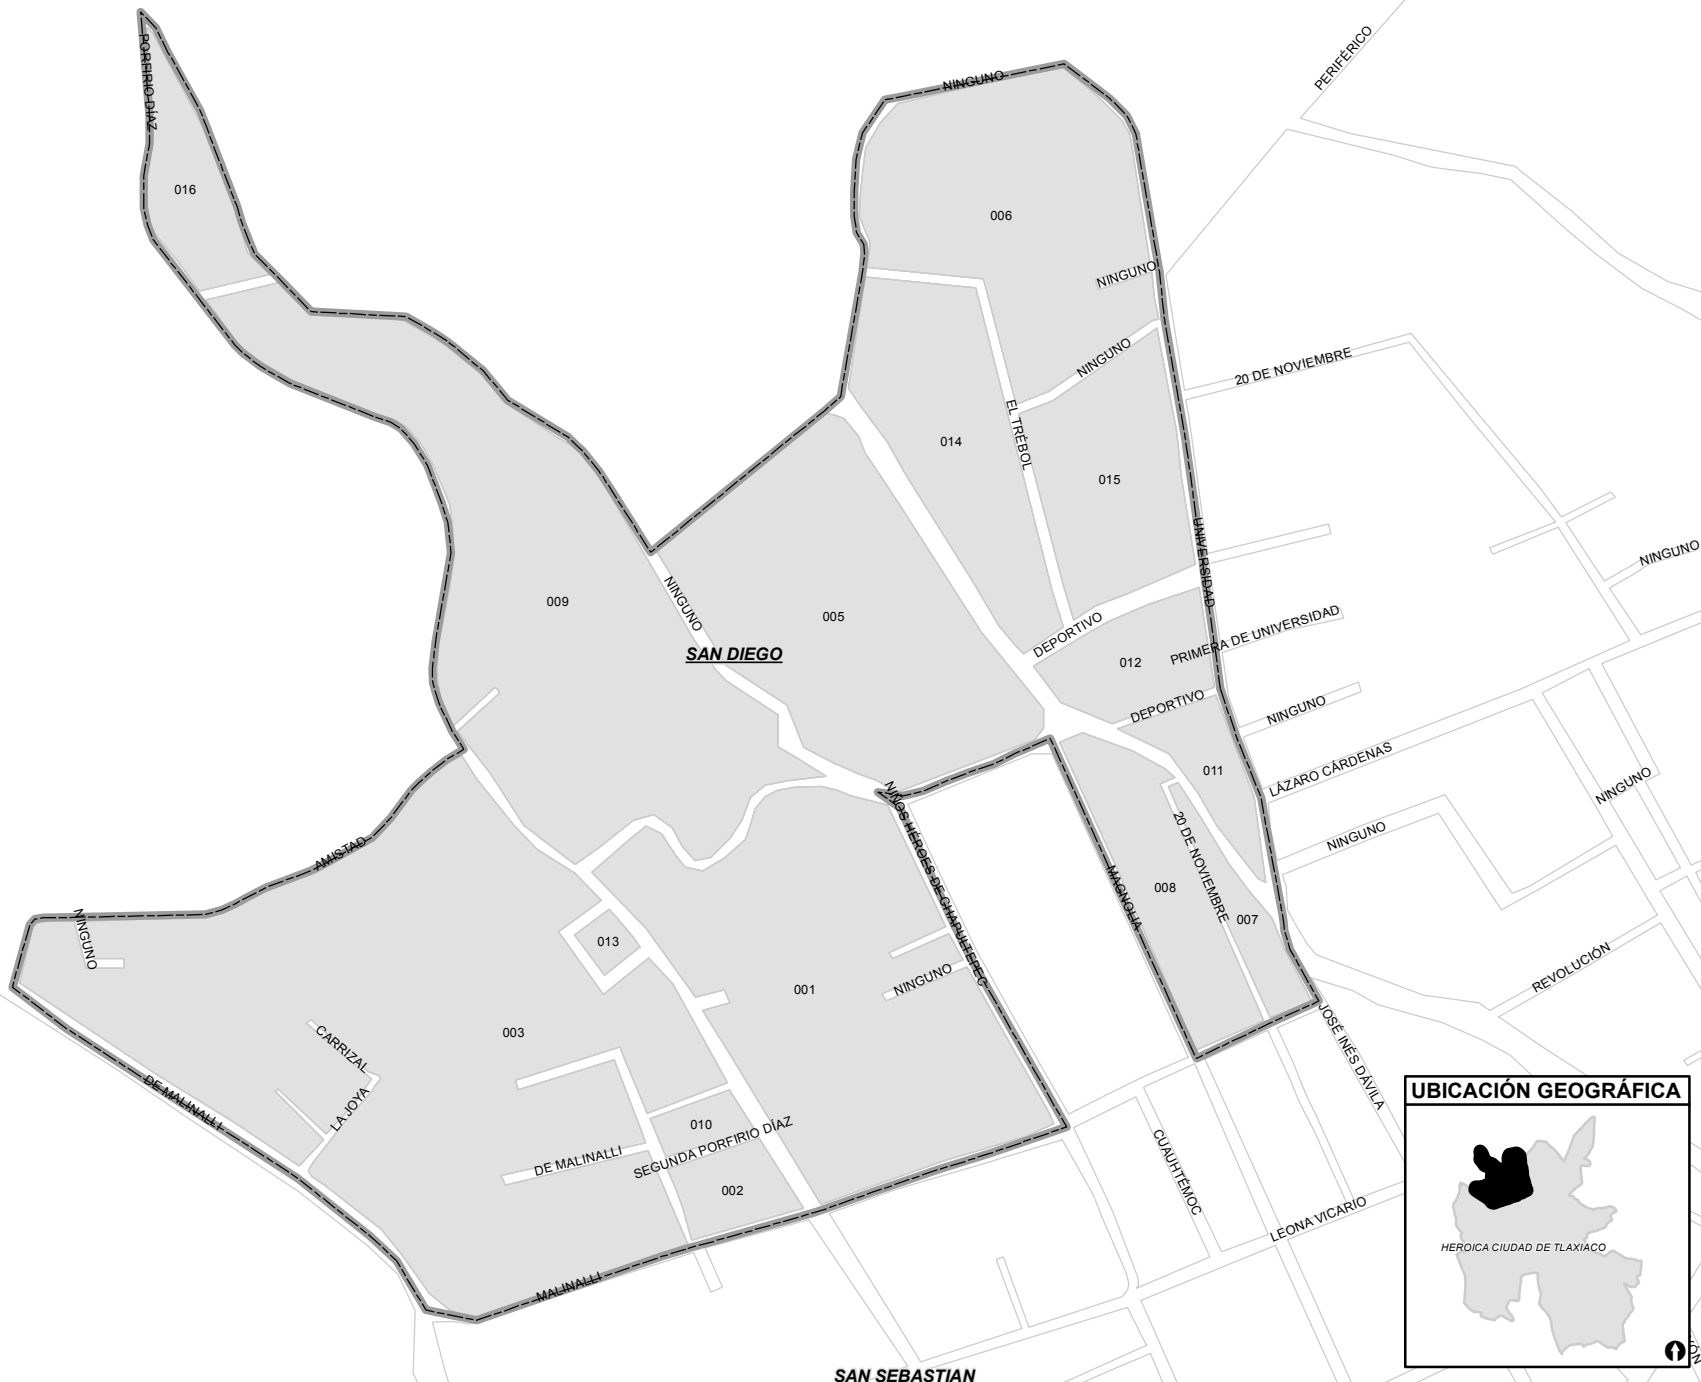 PORFIRIO DÍAZ
NINGUNO
PERIFÉRICO
016
006
NINGUNO
NINGUNO
20 DE NOVIEMBRE
EL TRÉBOL
014
015
UNIVERSIDAD
NINGUNO
009
NINGUNO
005
DEPORTIVO
PRIMERA DE UNIVERSIDAD
SAN DIEGO
012
DEPORTIVO
NINGUNO
011
LÁZARO CÁRDENAS
NINGUNO
NIÑOS HÉROES DE CHAPULTEPEC
20 DE NOVIEMBRE
NINGUNO
AMISTAD
MAGNOLIA
008
007
NINGUNO
013
REVOLUCIÓN
001
NINGUNO
003
CARRIZAL
LA JOYA
JOSÉ INÉS DÁVILA
DE MALINALLI
010
SEGUNDA PORFIRIO DÍAZ
DE MALINALLI
002
CUAUHTÉMOC
LEONA VICARIO
MALINALLI
SAN SEBASTIAN
UBICACIÓN GEOGRÁFICA
HEROICA CIUDAD DE TLAXIACO